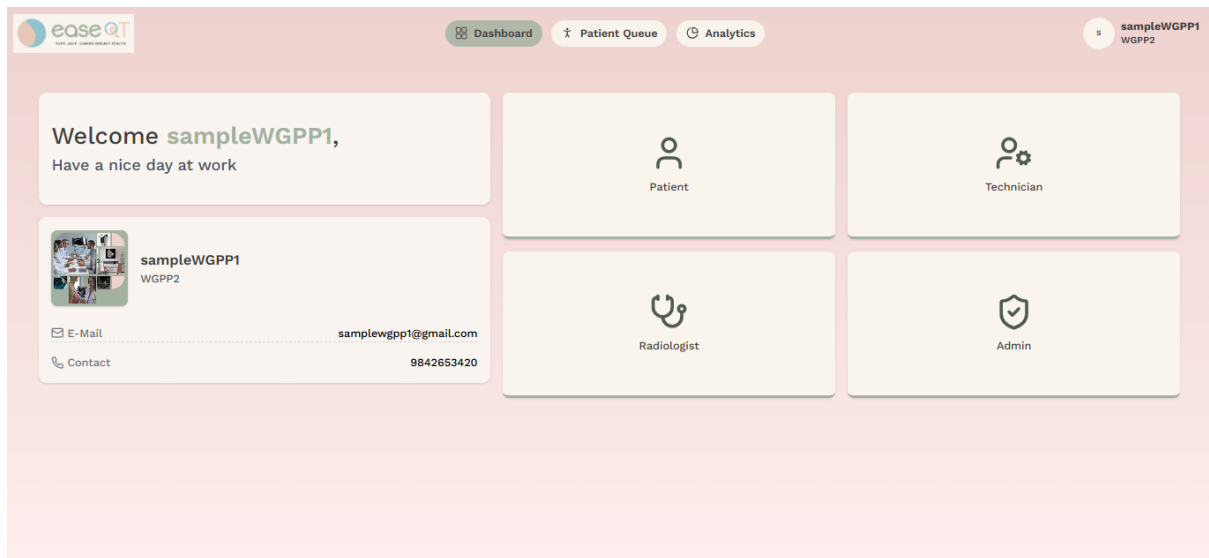 ease QT
Dashboard
Patient Queue
Analytics
S
sampleWGPP1
WGPP2
Welcome sampleWGPP1,
Have a nice day at work
sampleWGPP1
WGPP2
E-Mail
samplewgpp1@gmail.com
Contact
9842653420
Patient
Technician
Radiologist
Admin